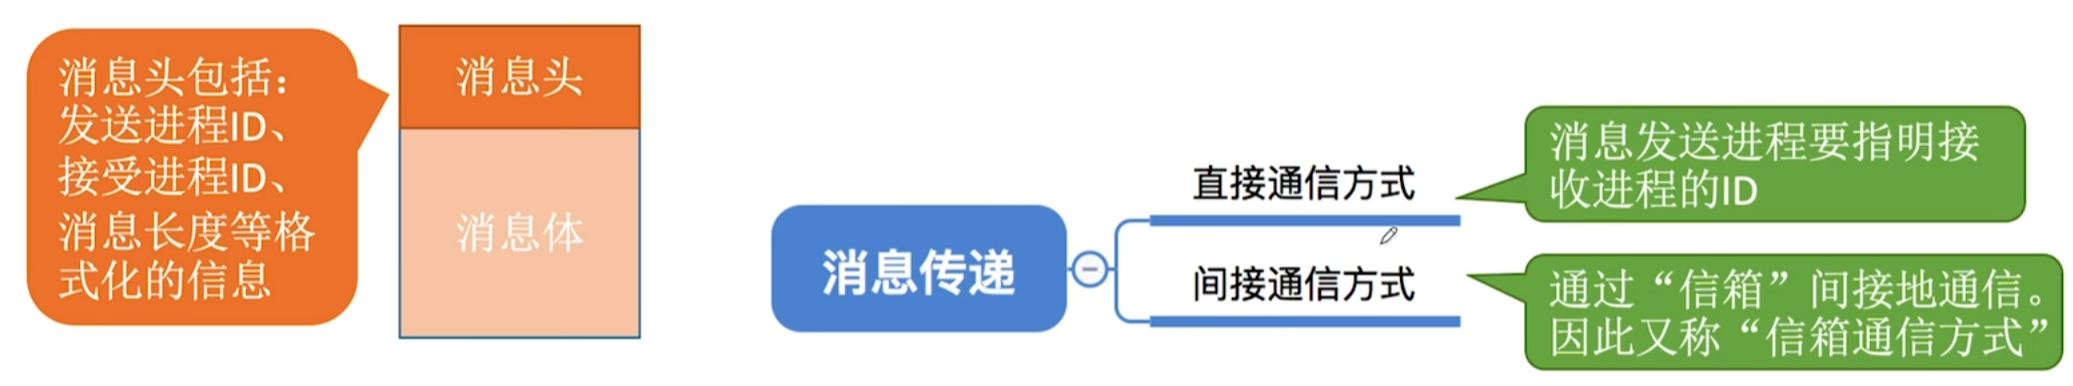 消息头包括：
发送进程ID、
接受进程ID、
消息长度等格
式化的信息
消息头
消息体
消息传递
直接通信方式
间接通信方式
消息发送进程要指明接
收进程的ID
通过“信箱”间接地通信。
因此又称“信箱通信方式”